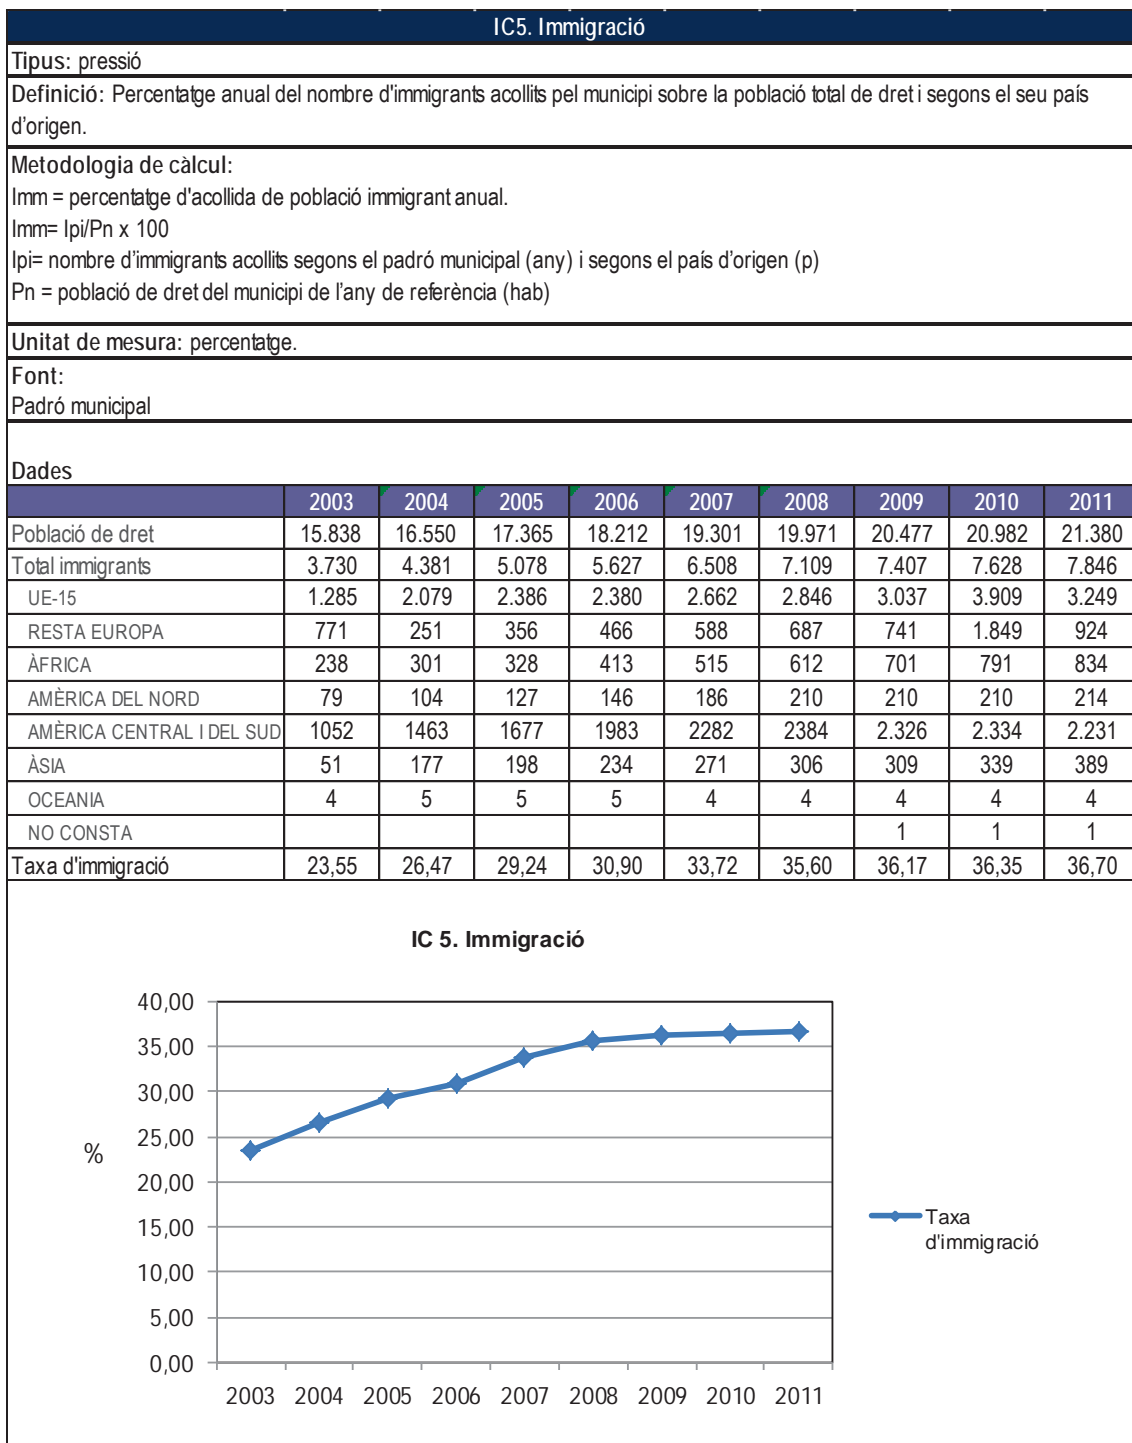 IC5. Immigració
Tipus: pressió
Definició: Percentatge anual del nombre d'immigrants acollits pel municipi sobre la població total de dret i segons el seu país
d'origen.
Metodologia de càlcul:
Imm = percentatge d'acollida de població immigrant anual.
Imm= Ipi/Pn x 100
Ipi= nombre d'immigrants acollits segons el padró municipal (any) i segons el país d'origen (p)
Pn = població de dret del municipi de l'any de referència (hab)
Unitat de mesura: percentatge.
Font:
Padró municipal
Dades
2003 2004 2005 2006 2007 2008 2009 2010 2011
Població de dret 15.838 16.550 17.365 18.212 19.301 19.971 20.477 20.982 21.380
Total immigrants 3.730 4.381 5.078 5.627 6.508 7.109 7.407 7.628 7.846
UE-15 1.285 2.079 2.386 2.380 2.662 2.846 3.037 3.909 3.249
RESTA EUROPA 771 251 356 466 588 687 741 1.849 924
ÀFRICA 238 301 328 413 515 612 701 791 834
AMÈRICA DEL NORD 79 104 127 146 186 210 210 210 214
AMÈRICA CENTRAL I DEL SUD 1052 1463 1677 1983 2282 2384 2.326 2.334 2.231
ÀSIA 51 177 198 234 271 306 309 339 389
OCEANIA 4 5 5 5 4 4 4 4 4
NO CONSTA 1 1 1
Taxa d'immigració 23,55 26,47 29,24 30,90 33,72 35,60 36,17 36,35 36,70
IC 5. Immigració
40,00
35,00
30,00
25,00
%
20,00
15,00
10,00
5,00
0,00
Taxa
d'immigració
2003 2004 2005 2006 2007 2008 2009 2010 2011